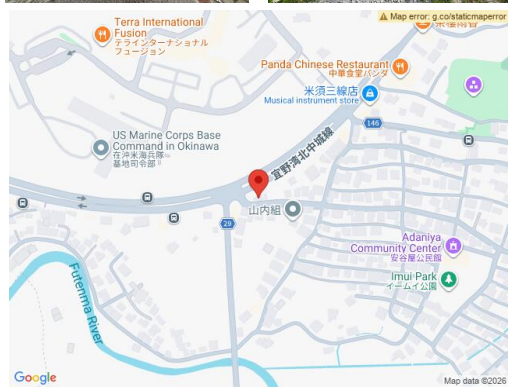 Map error: g.co/staticmaperror
Terra International
Fusion
テラインターナショナル
フュージョン
Panda Chinese Restaurant
中華食堂パンダ
米須三線店
Musical instrument store
146
US Marine Corps Base
Command in Okinawa
在沖米海兵隊
基地司令部
宜野湾北中城線
山内組
29
Adaniya
Community Center
安谷屋公民館
Imui Park
イームイ公園
Futenma River
Google
Map data ©2026